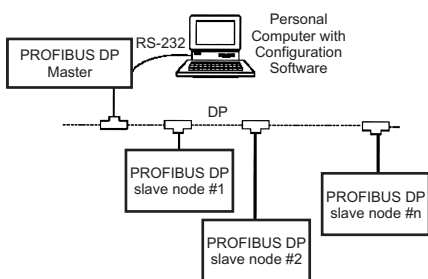 PROFIBUS DP
Master
RS-232
Personal
Computer with
Configuration
Software
DP
PROFIBUS DP
slave node #1
PROFIBUS DP
slave node #2
PROFIBUS DP
slave node #n